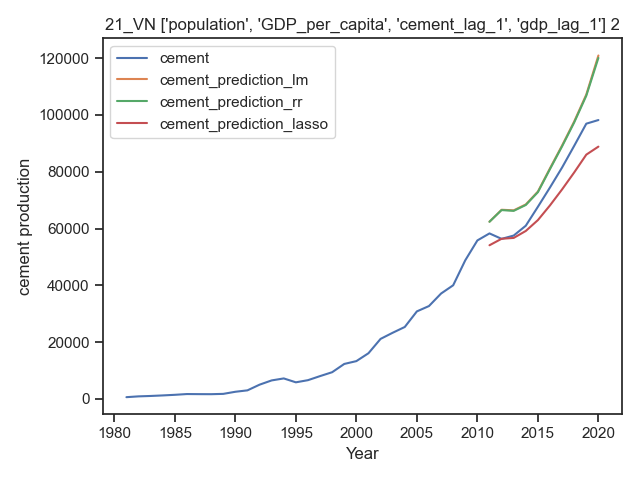 21_VN ['population', 'GDP_per_capita', 'cement_lag_1', 'gdp_lag_1'] 2
cement
cement_prediction_lm
cement_prediction_rr
cement_prediction_lasso
120000
100000
80000
60000
40000
20000
0
cement production
1980 1985 1990 1995 2000 2005 2010 2015 2020
Year